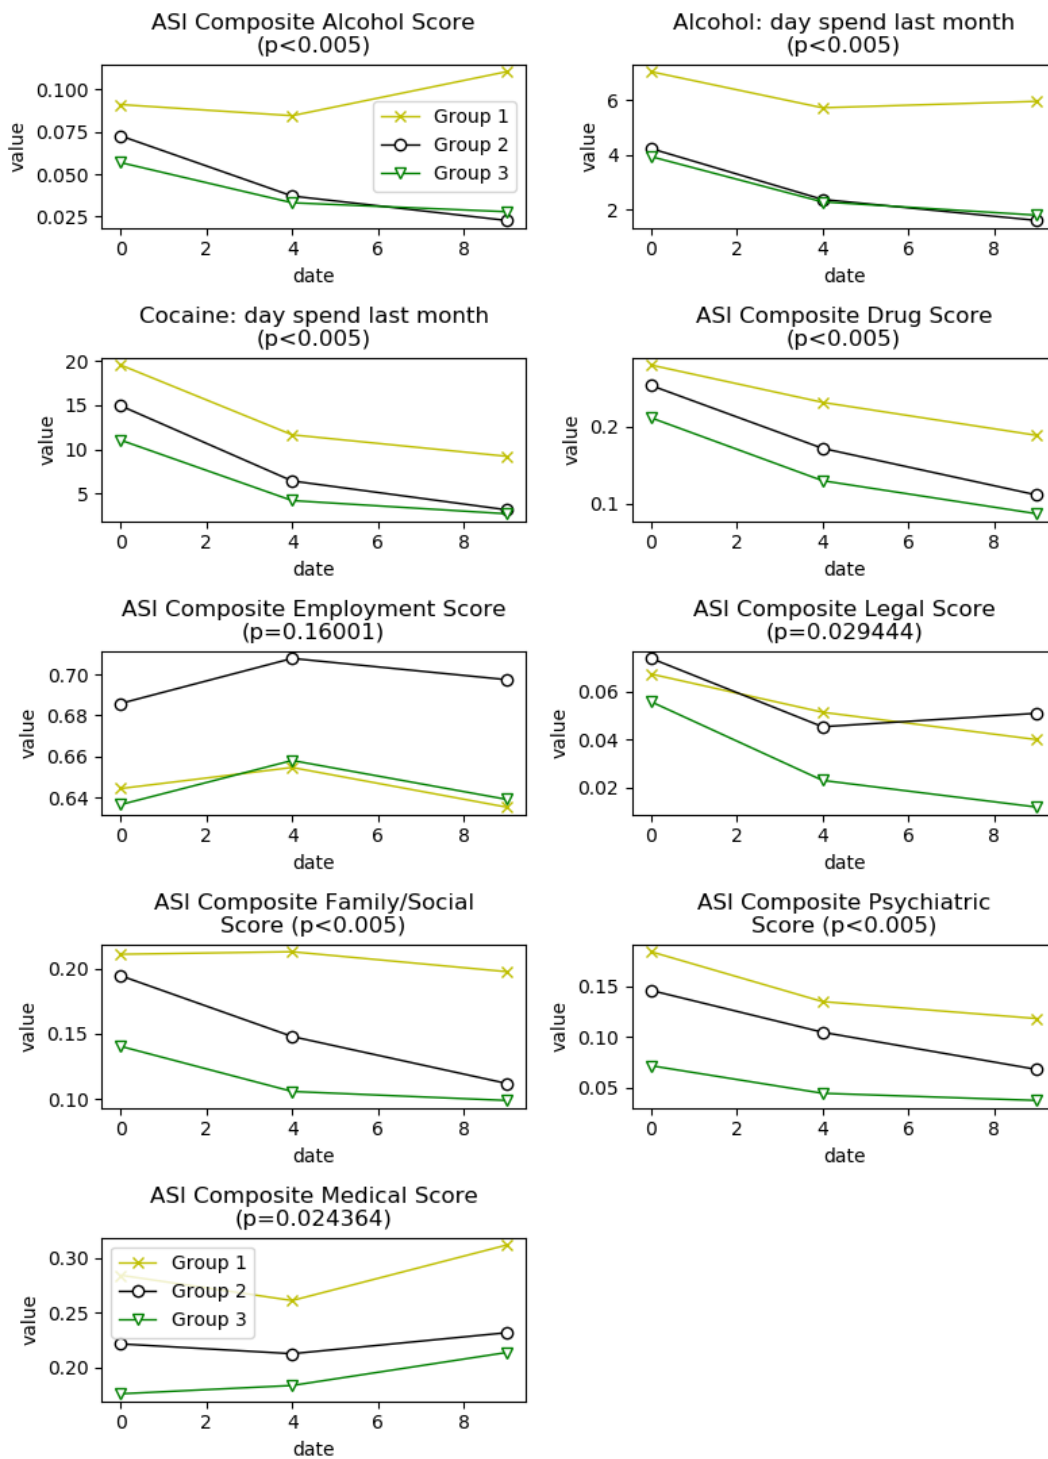 ASI Composite Alcohol Score
(p<0.005)
0.100
0.075
0.050
0.025
value
Group 1
Group 2
Group 3
0 2 4 6 8
date
Alcohol: day spend last month
(p<0.005)
6
4
2
value
0 2 4 6 8
date
Cocaine: day spend last month
(p<0.005)
20
15
10
5
value
0 2 4 6 8
date
ASI Composite Drug Score
(p<0.005)
0.2
0.1
value
0 2 4 6 8
date
ASI Composite Employment Score
(p=0.16001)
0.70
0.68
0.66
0.64
value
0 2 4 6 8
date
ASI Composite Legal Score
(p=0.029444)
0.06
0.04
0.02
value
0 2 4 6 8
date
ASI Composite Family/Social
Score (p<0.005)
0.20
0.15
0.10
value
0 2 4 6 8
date
ASI Composite Psychiatric
Score (p<0.005)
0.15
0.10
0.05
value
0 2 4 6 8
date
ASI Composite Medical Score
(p=0.024364)
0.30
0.25
0.20
value
Group 1
Group 2
Group 3
0 2 4 6 8
date